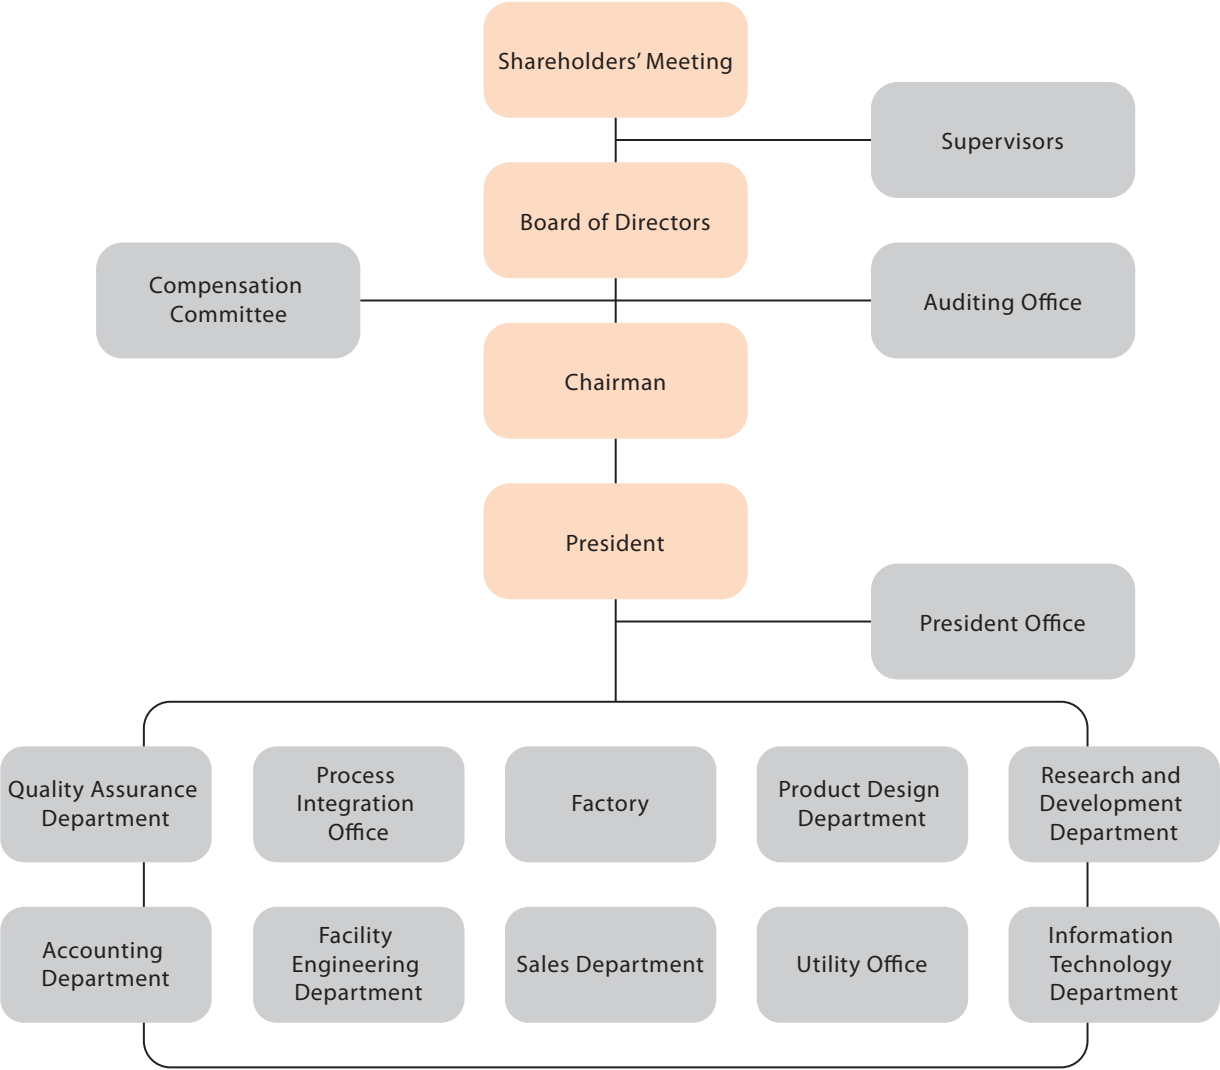 Shareholders’ Meeting
Supervisors
Board of Directors
Compensation
Committee
Auditing Office
Chairman
President
President Office
Quality Assurance
Department
Process
Integration
Office
Factory
Product Design
Department
Research and
Development
Department
Accounting
Department
Facility
Engineering
Department
Sales Department
Utility Office
Information
Technology
Department